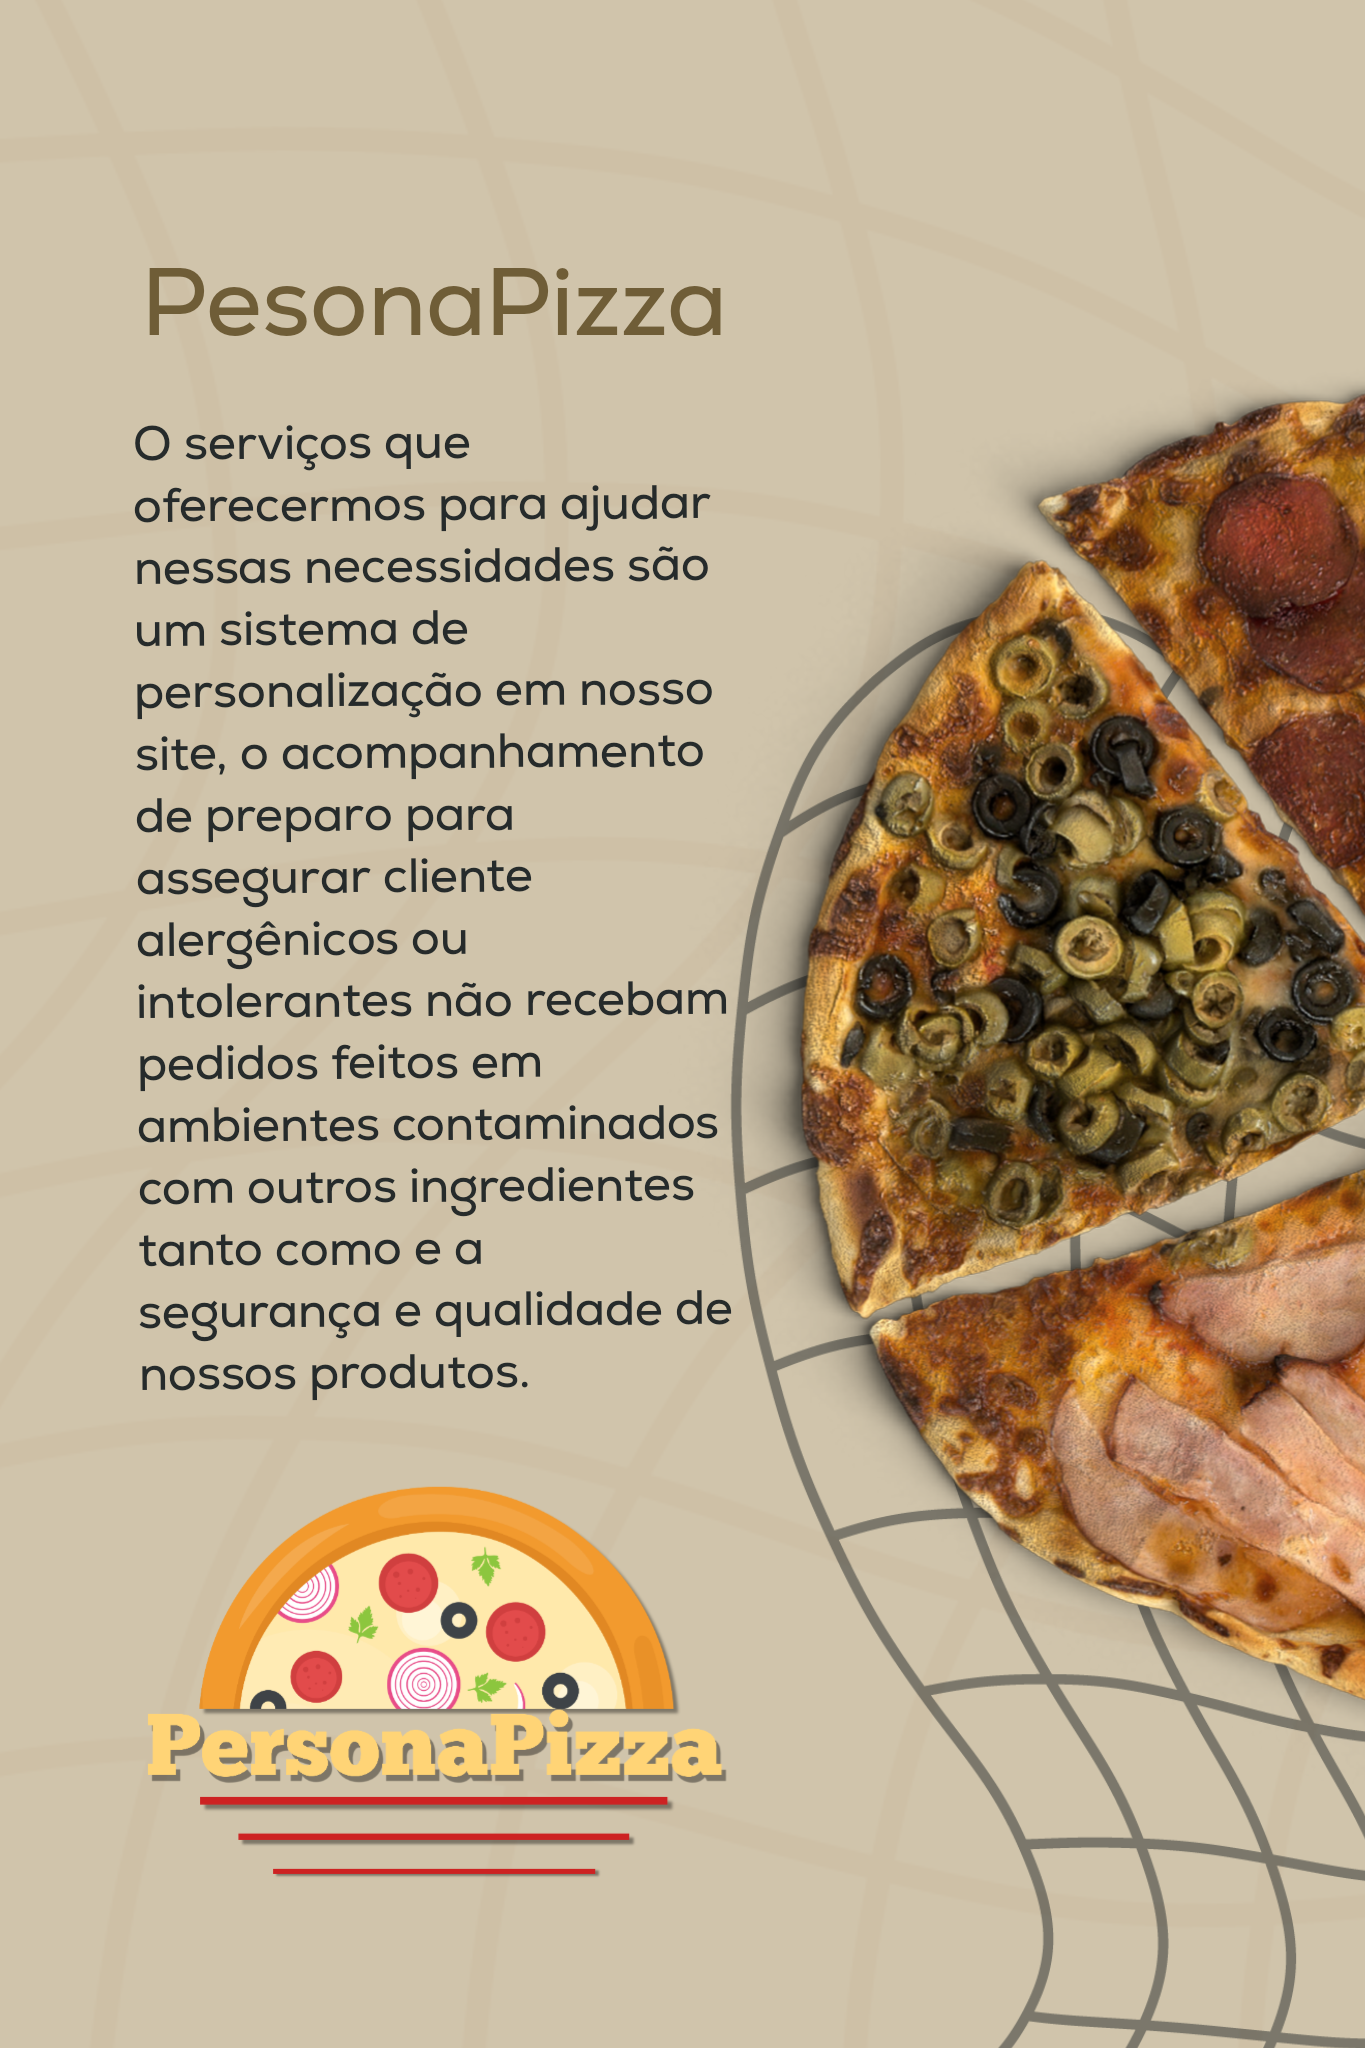 PesonaPizza
O serviços que
oferecermos para ajudar
nessas necessidades são
um sistema de
personalização em nosso
site, o acompanhamento
de preparo para
assegurar cliente
alergênicos ou
intolerantes não recebam
pedidos feitos em
ambientes contaminados
com outros ingredientes
tanto como e a
segurança e qualidade de
nossos produtos.
PersonaPizza